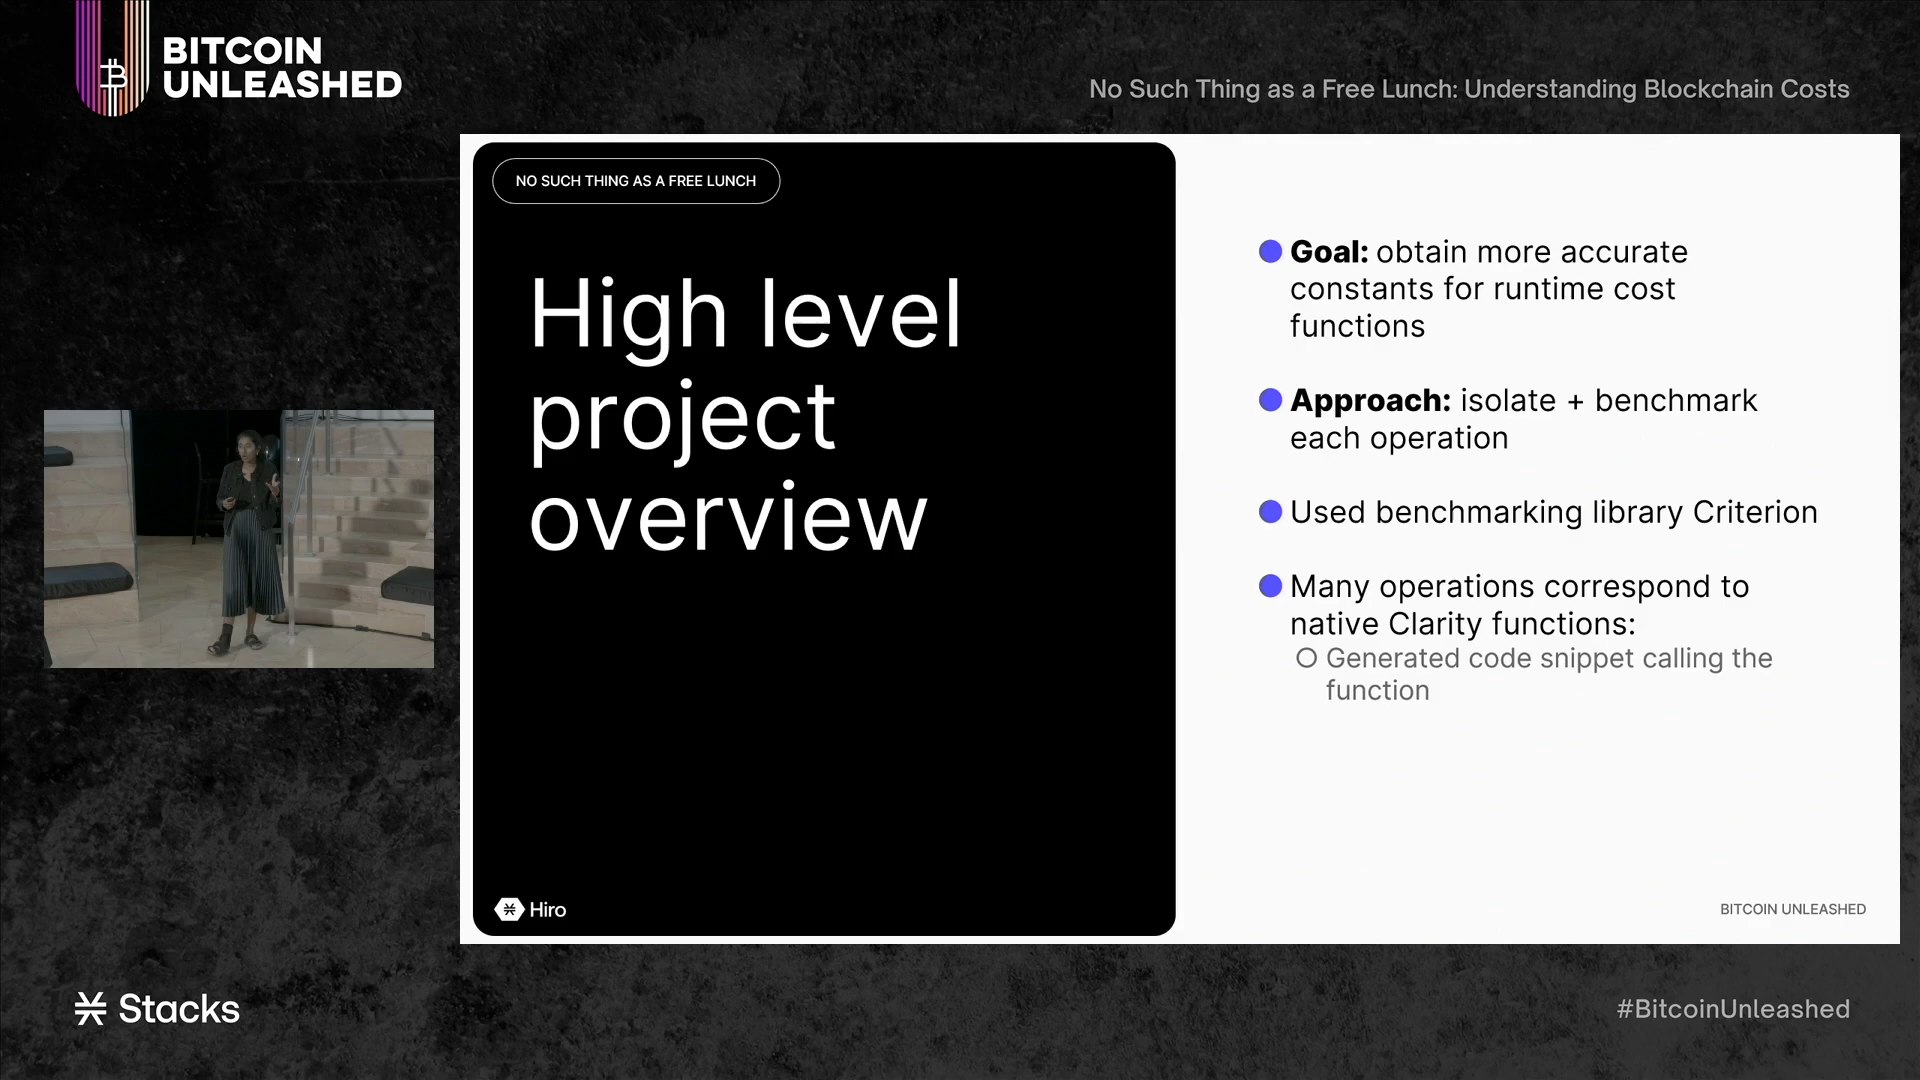 BITCOIN
UNLEASHED
No Such Thing as a Free Lunch: Understanding Blockchain Costs
NO SUCH THING AS A FREE LUNCH
High level
project
overview
Hiro
Goal: obtain more accurate
constants for runtime cost
functions
Approach: isolate + benchmark
each operation
Used benchmarking library Criterion
Many operations correspond to
native Clarity functions:
Generated code snippet calling the
function
BITCOIN UNLEASHED
Stacks
#BitcoinUnleashed